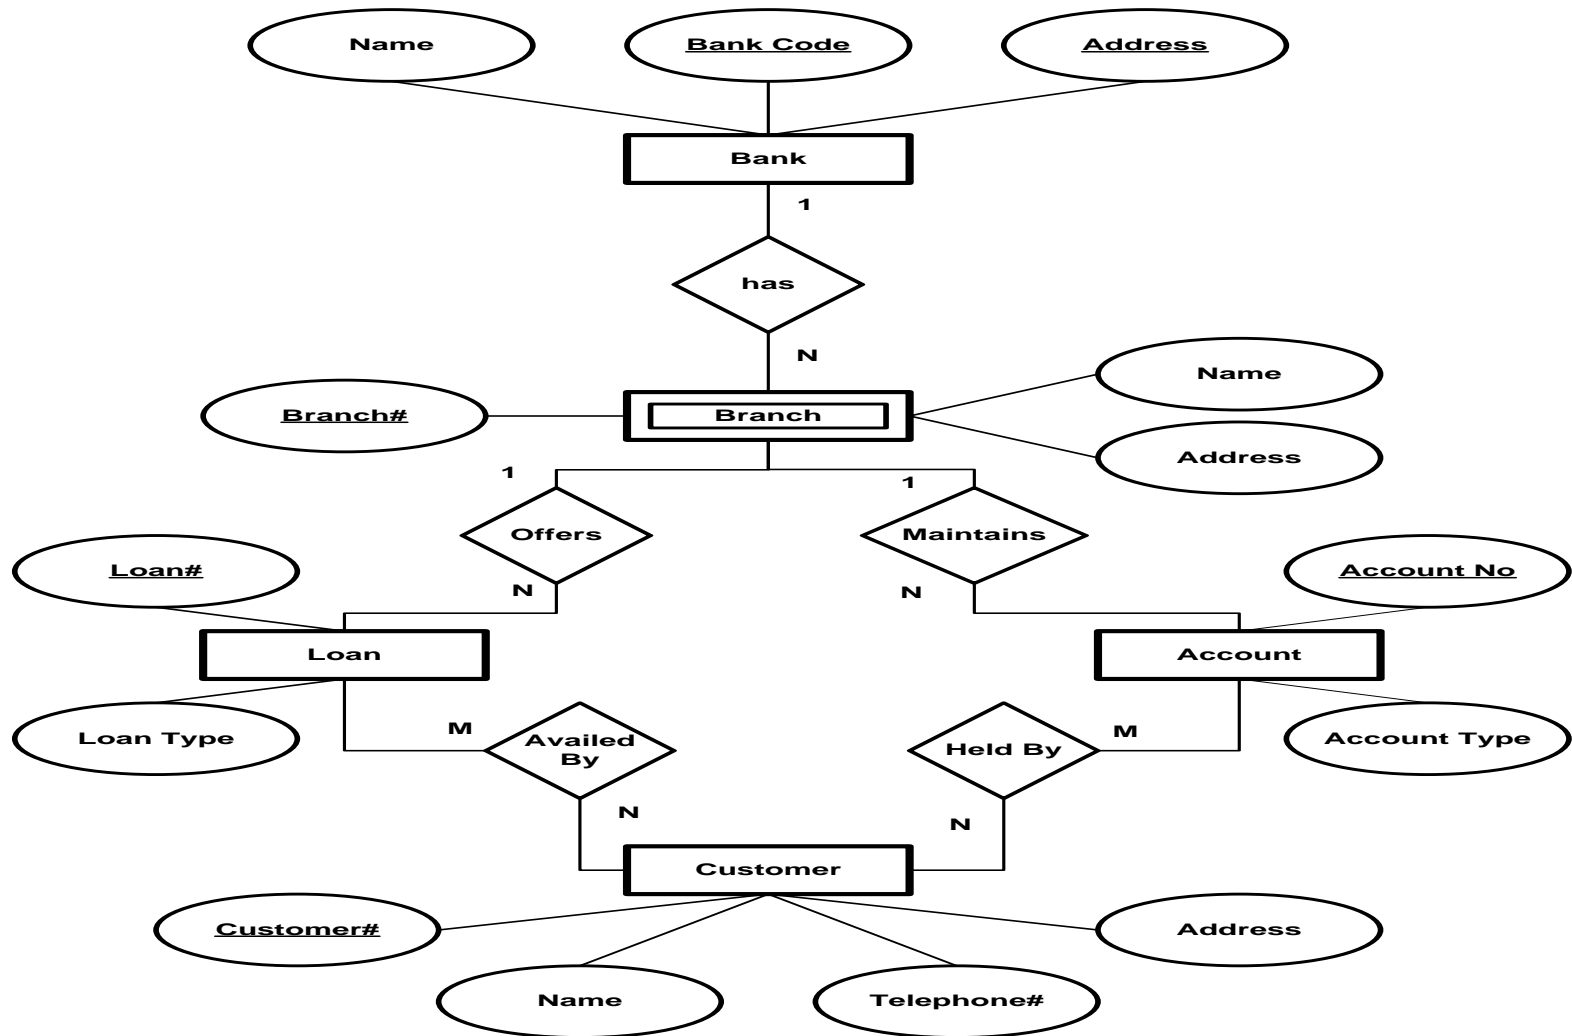 Name
Bank Code
Address
Bank
1
has
N
Name
Branch#
Branch
Address
1
1
Offers
Maintains
Loan#
N
N
Account No
Loan
Account
Loan Type
M
Availed
By
Held By
M
Account Type
N
N
Customer
Customer#
Address
Name
Telephone#